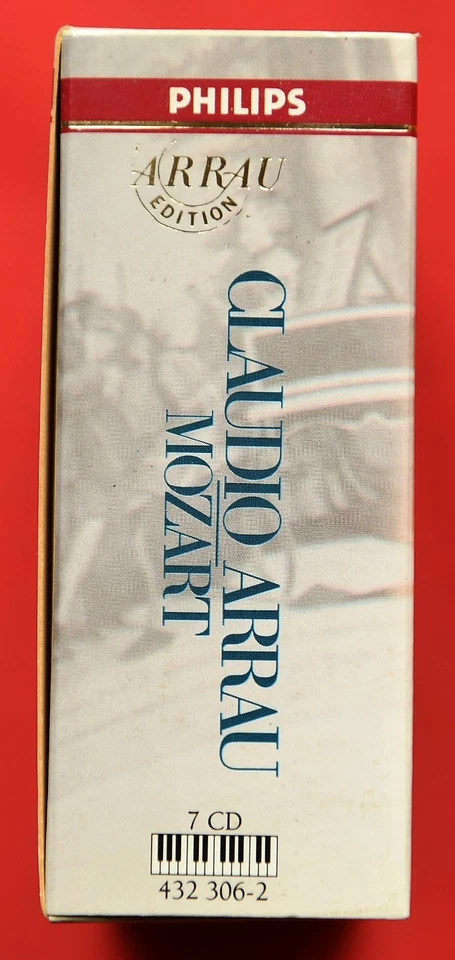 PHILIPS
ARRAU
EDITION
CLAUDIO ARRAU
MOZART
7 CD
432 306-2